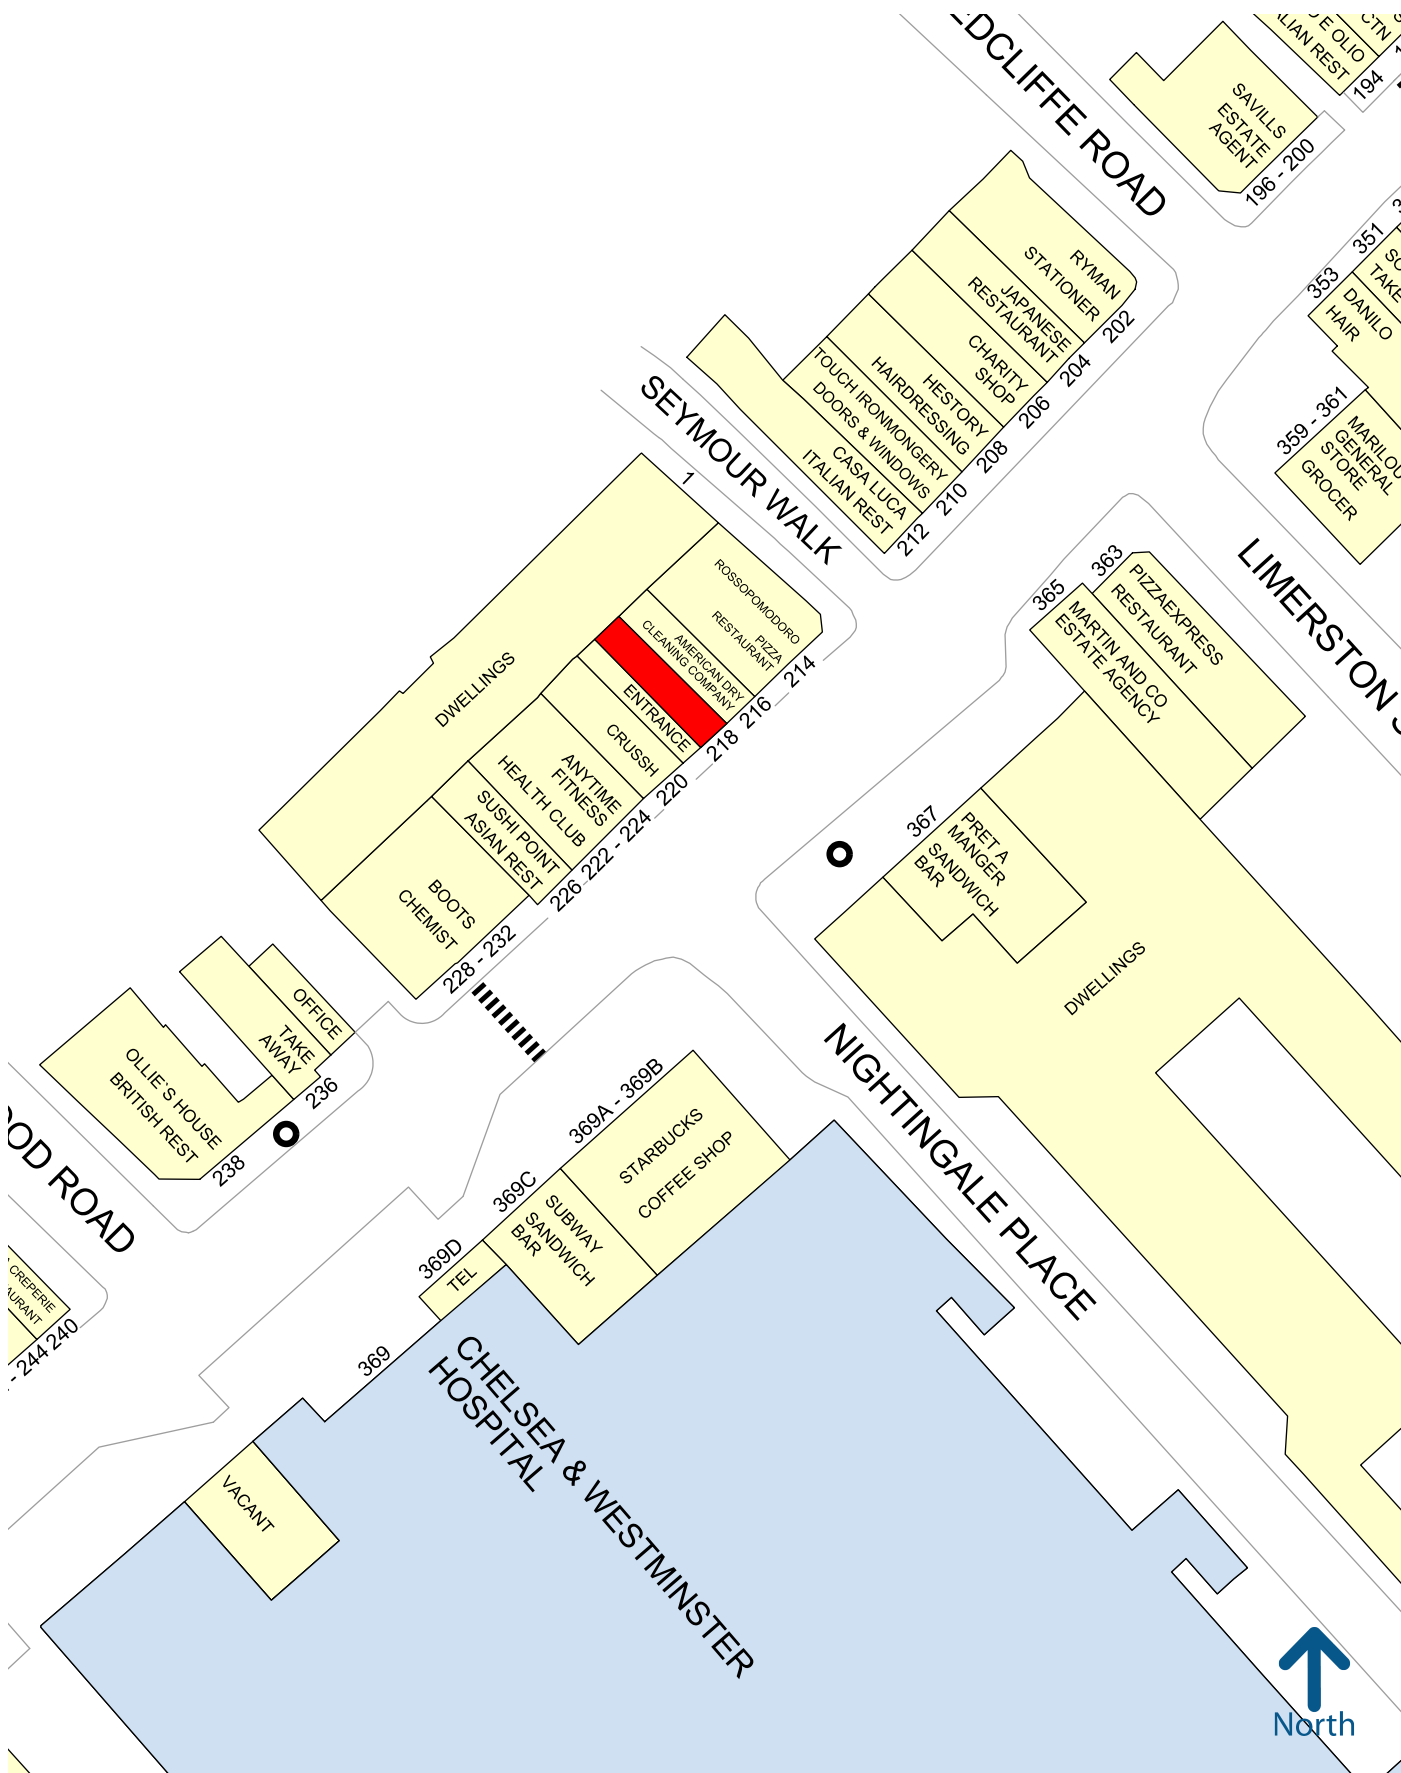 EDCLIFFE ROAD
E OLIO
LIAN REST
CTN
194
SAVILLS
ESTATE
AGENT
196 - 200
RYMAN
STATIONER
202
JAPANESE
RESTAURANT
204
CHARITY
SHOP
206
HESTORY
HAIRDRESSING
208
TOUCH IRONMONGERY
DOORS & WINDOWS
210
CASA LUCA
ITALIAN REST
212
351
353
DANILO
HAIR
359 - 361
MARILOU
GENERAL
STORE
GROCER
SEYMOUR WALK
1
LIMERSTON
DWELLINGS
ROSSOPOMODORO
PIZZA
RESTAURANT
214
AMERICAN DRY
CLEANING COMPANY
216
218
ENTRANCE
CRUSSH
220
ANYTIME
FITNESS
HEALTH CLUB
222 - 224
SUSHI POINT
ASIAN REST
226
BOOTS
CHEMIST
228 - 232
363
PIZZAEXPRESS
RESTAURANT
365
MARTIN AND CO
ESTATE AGENCY
367
PRET A
MANGER
SANDWICH
BAR
DWELLINGS
OFFICE
TAKE
AWAY
236
OLLIE'S HOUSE
BRITISH REST
238
OOD ROAD
CREPERIE
AURANT
240
- 244
NIGHTINGALE PLACE
369A - 369B
STARBUCKS
COFFEE SHOP
369C
SUBWAY
SANDWICH
BAR
369D
TEL
369
CHELSEA & WESTMINSTER
HOSPITAL
VACANT
North